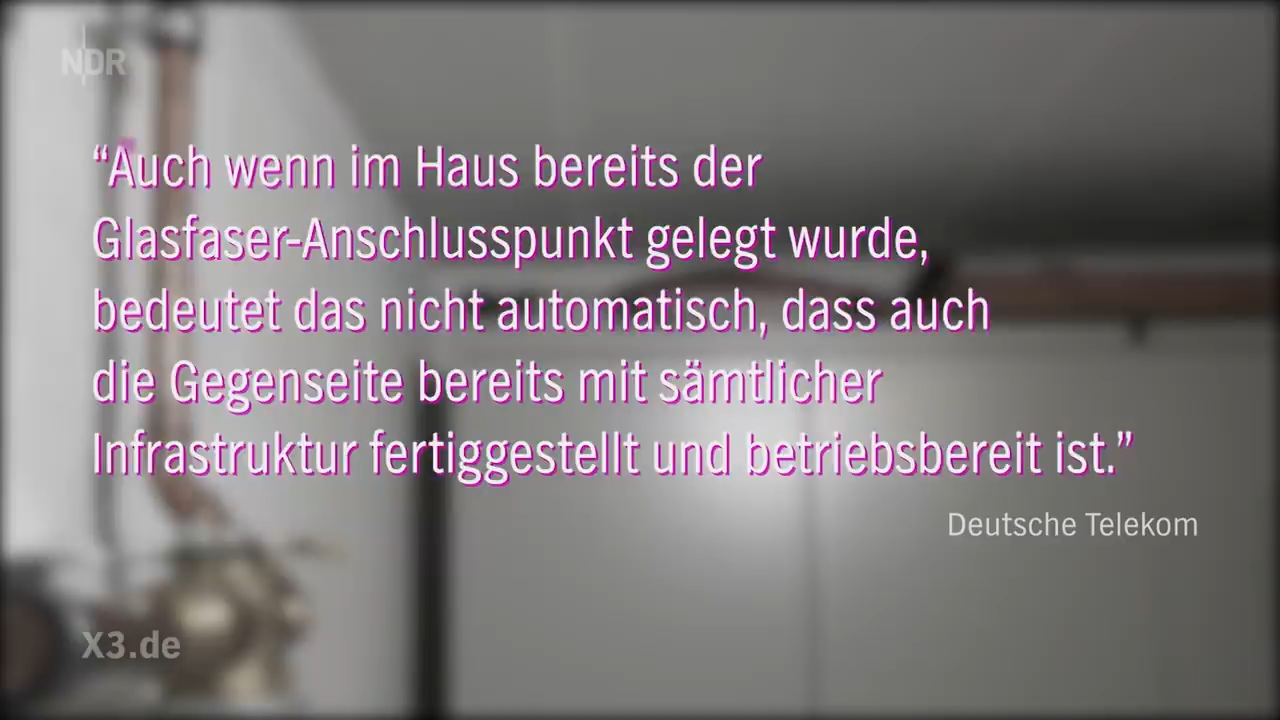 NDR
“Auch wenn im Haus bereits der
Glasfaser-Anschlusspunkt gelegt wurde,
bedeutet das nicht automatisch, dass auch
die Gegenseite bereits mit sämtlicher
Infrastruktur fertiggestellt und betriebsbereit ist.”
Deutsche Telekom
X3.de